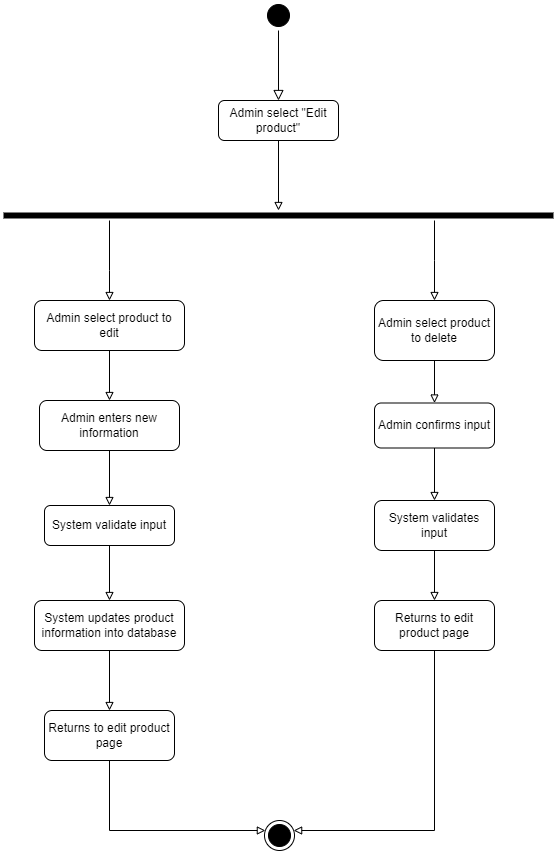 Admin select "Edit
product"
Admin select product to
edit
Admin enters new
information
System validate input
System updates product
information into database
Returns to edit product
page
Admin select product
to delete
Admin confirms input
System validates
input
Returns to edit
product page